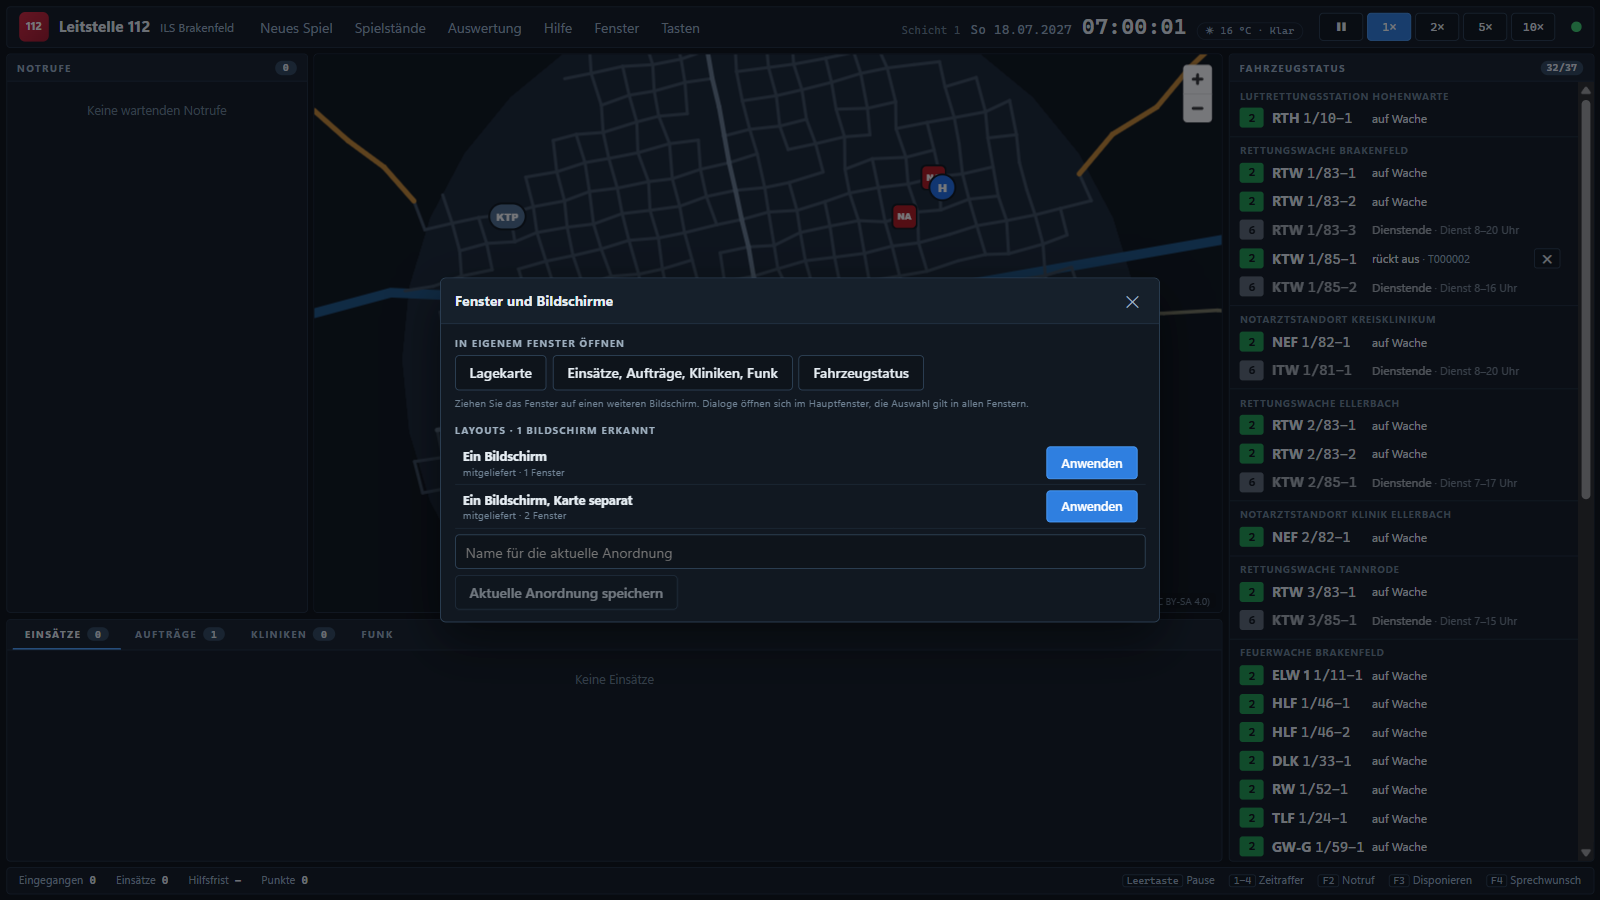 112 Leitstelle 112 ILS Brakenfeld Neues Spiel Spielstände Auswertung Hilfe Fenster Tasten Schicht 1 So 18.07.2027 07:00:01 ☀ 16 °C · Klar 1× 2× 5× 10×
NOTRUFE 0
Keine wartenden Notrufe
+
−
KTP
NA
H
NA
Fenster und Bildschirme
IN EIGENEM FENSTER ÖFFNEN
Lagekarte Einsätze, Aufträge, Kliniken, Funk Fahrzeugstatus
Ziehen Sie das Fenster auf einen weiteren Bildschirm. Dialoge öffnen sich im Hauptfenster, die Auswahl gilt in allen Fenstern.
LAYOUTS · 1 BILDSCHIRM ERKANNT
Ein Bildschirm
mitgeliefert · 1 Fenster
Anwenden
Ein Bildschirm, Karte separat
mitgeliefert · 2 Fenster
Anwenden
Name für die aktuelle Anordnung
Aktuelle Anordnung speichern
BY-SA 4.0)
EINSÄTZE 0 AUFTRÄGE 1 KLINIKEN 0 FUNK
Keine Einsätze
FAHRZEUGSTATUS 32/37
LUFTRETTUNGSSTATION HOHENWARTE
2 RTH 1/10–1 auf Wache
RETTUNGSWACHE BRAKENFELD
2 RTW 1/83–1 auf Wache
2 RTW 1/83–2 auf Wache
6 RTW 1/83–3 Dienstende · Dienst 8–20 Uhr
2 KTW 1/85–1 rückt aus · T000002 ✕
6 KTW 1/85–2 Dienstende · Dienst 8–16 Uhr
NOTARZTSTANDORT KREISKLINIKUM
2 NEF 1/82–1 auf Wache
6 ITW 1/81–1 Dienstende · Dienst 8–20 Uhr
RETTUNGSWACHE ELLERBACH
2 RTW 2/83–1 auf Wache
2 RTW 2/83–2 auf Wache
6 KTW 2/85–1 Dienstende · Dienst 7–17 Uhr
NOTARZTSTANDORT KLINIK ELLERBACH
2 NEF 2/82–1 auf Wache
RETTUNGSWACHE TANNRODE
2 RTW 3/83–1 auf Wache
6 KTW 3/85–1 Dienstende · Dienst 7–15 Uhr
FEUERWACHE BRAKENFELD
2 ELW 1 1/11–1 auf Wache
2 HLF 1/46–1 auf Wache
2 HLF 1/46–2 auf Wache
2 DLK 1/33–1 auf Wache
2 RW 1/52–1 auf Wache
2 TLF 1/24–1 auf Wache
2 GW-G 1/59–1 auf Wache
Eingegangen 0 Einsätze 0 Hilfsfrist – Punkte 0 Leertaste Pause 1–4 Zeitraffer F2 Notruf F3 Disponieren F4 Sprechwunsch